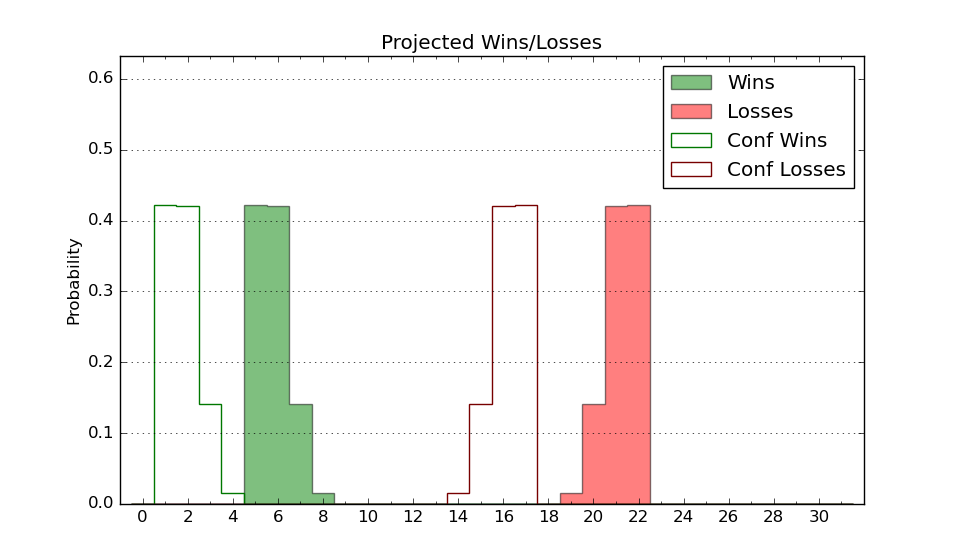 Projected Wins/Losses
Wins
Losses
Conf Wins
Conf Losses
Probability
0.6
0.5
0.4
0.3
0.2
0.1
0.0
0 2 4 6 8 10 12 14 16 18 20 22 24 26 28 30